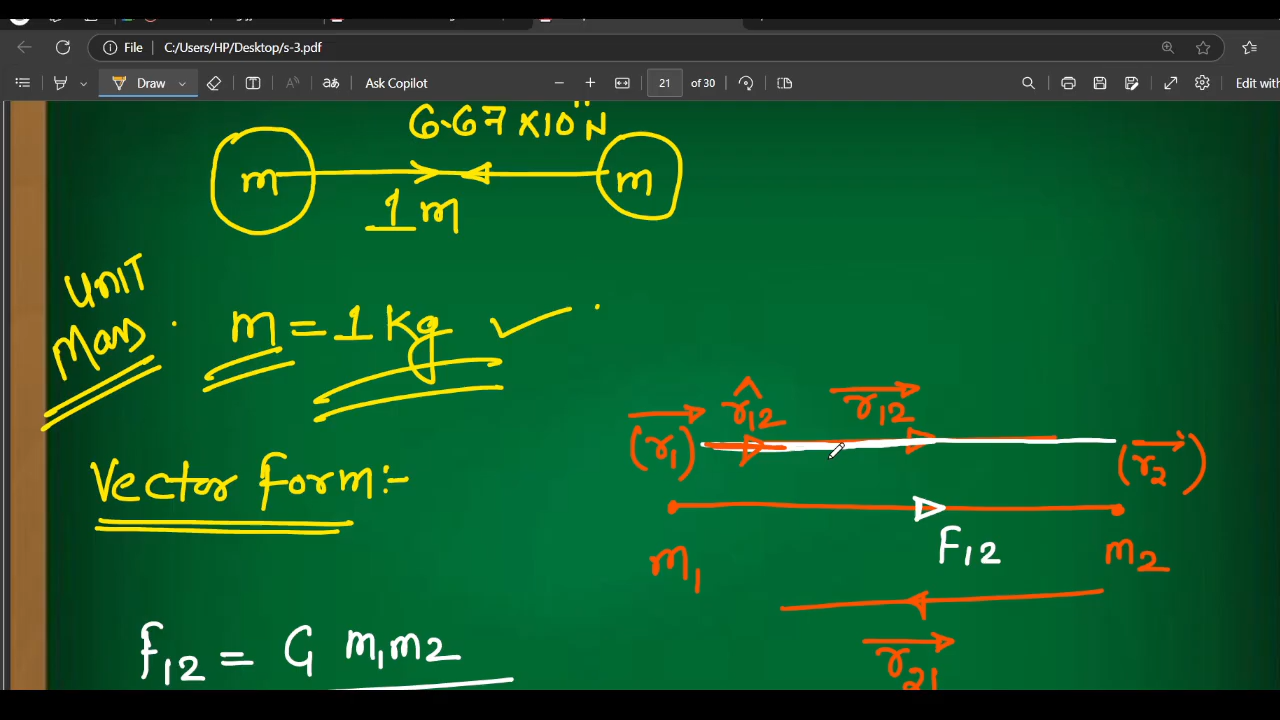 File | C:/Users/HP/Desktop/s-3.pdf
Draw Ask Copilot 21 of 30 Edit with
6.67 × 10¯¹¹ N
m m
1 m
UNIT
Mass. m = 1 kg ✓
r̂12 r⃗12
(r⃗1) (r⃗2)
Vector form:-
F12
m1 m2
F12 = G m1m2
r⃗21